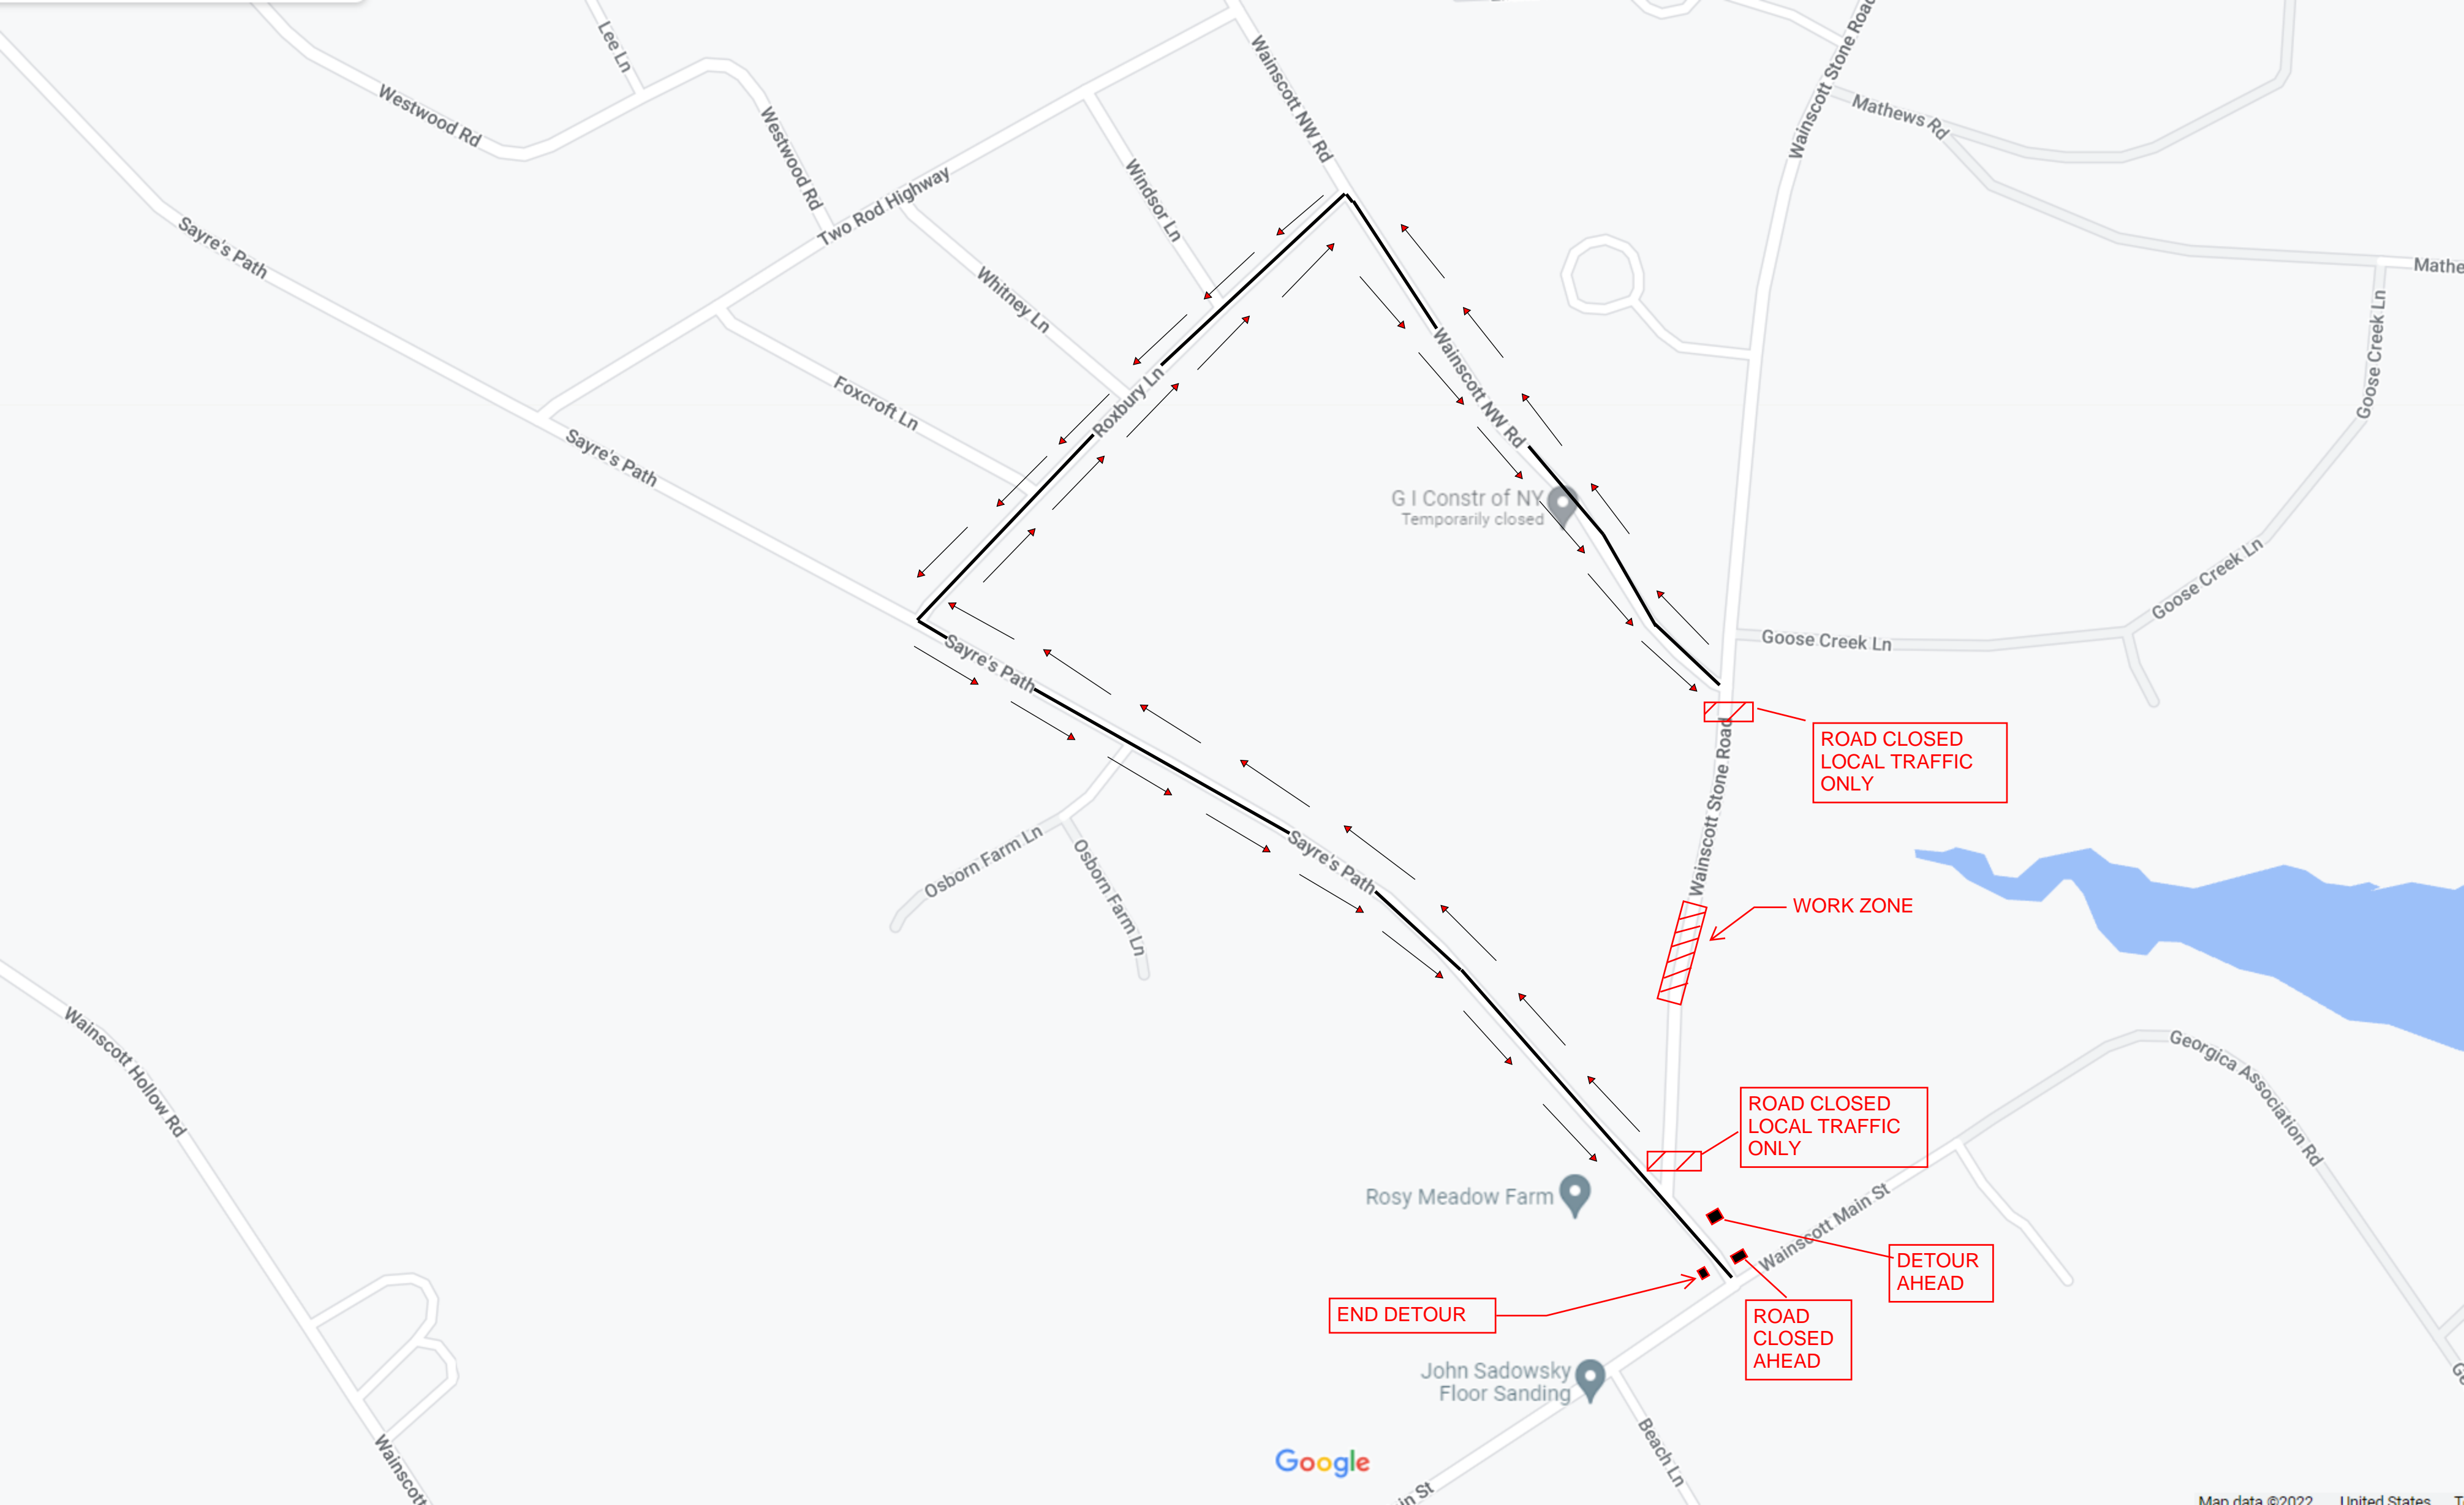 Lee Ln
Westwood Rd
Westwood Rd
Wainscott NW Rd
Wainscott Stone Road
Mathews Rd
Two Rod Highway
Windsor Ln
Sayre's Path
Whitney Ln
Mathe
Goose Creek Ln
Foxcroft Ln
Roxbury Ln
Wainscott NW Rd
Sayre's Path
G I Constr of NY
Temporarily closed
Goose Creek Ln
Goose Creek Ln
Sayre's Path
ROAD CLOSED
LOCAL TRAFFIC
ONLY
Wainscott Stone Road
Sayre's Path
Osborn Farm Ln
Osborn Farm Ln
WORK ZONE
Wainscott Hollow Rd
Georgica Association Rd
ROAD CLOSED
LOCAL TRAFFIC
ONLY
Rosy Meadow Farm
Wainscott Main St
DETOUR
AHEAD
END DETOUR
ROAD
CLOSED
AHEAD
John Sadowsky
Floor Sanding
Beach Ln
Wainscott
Google
in St
Map data ©2022 United States